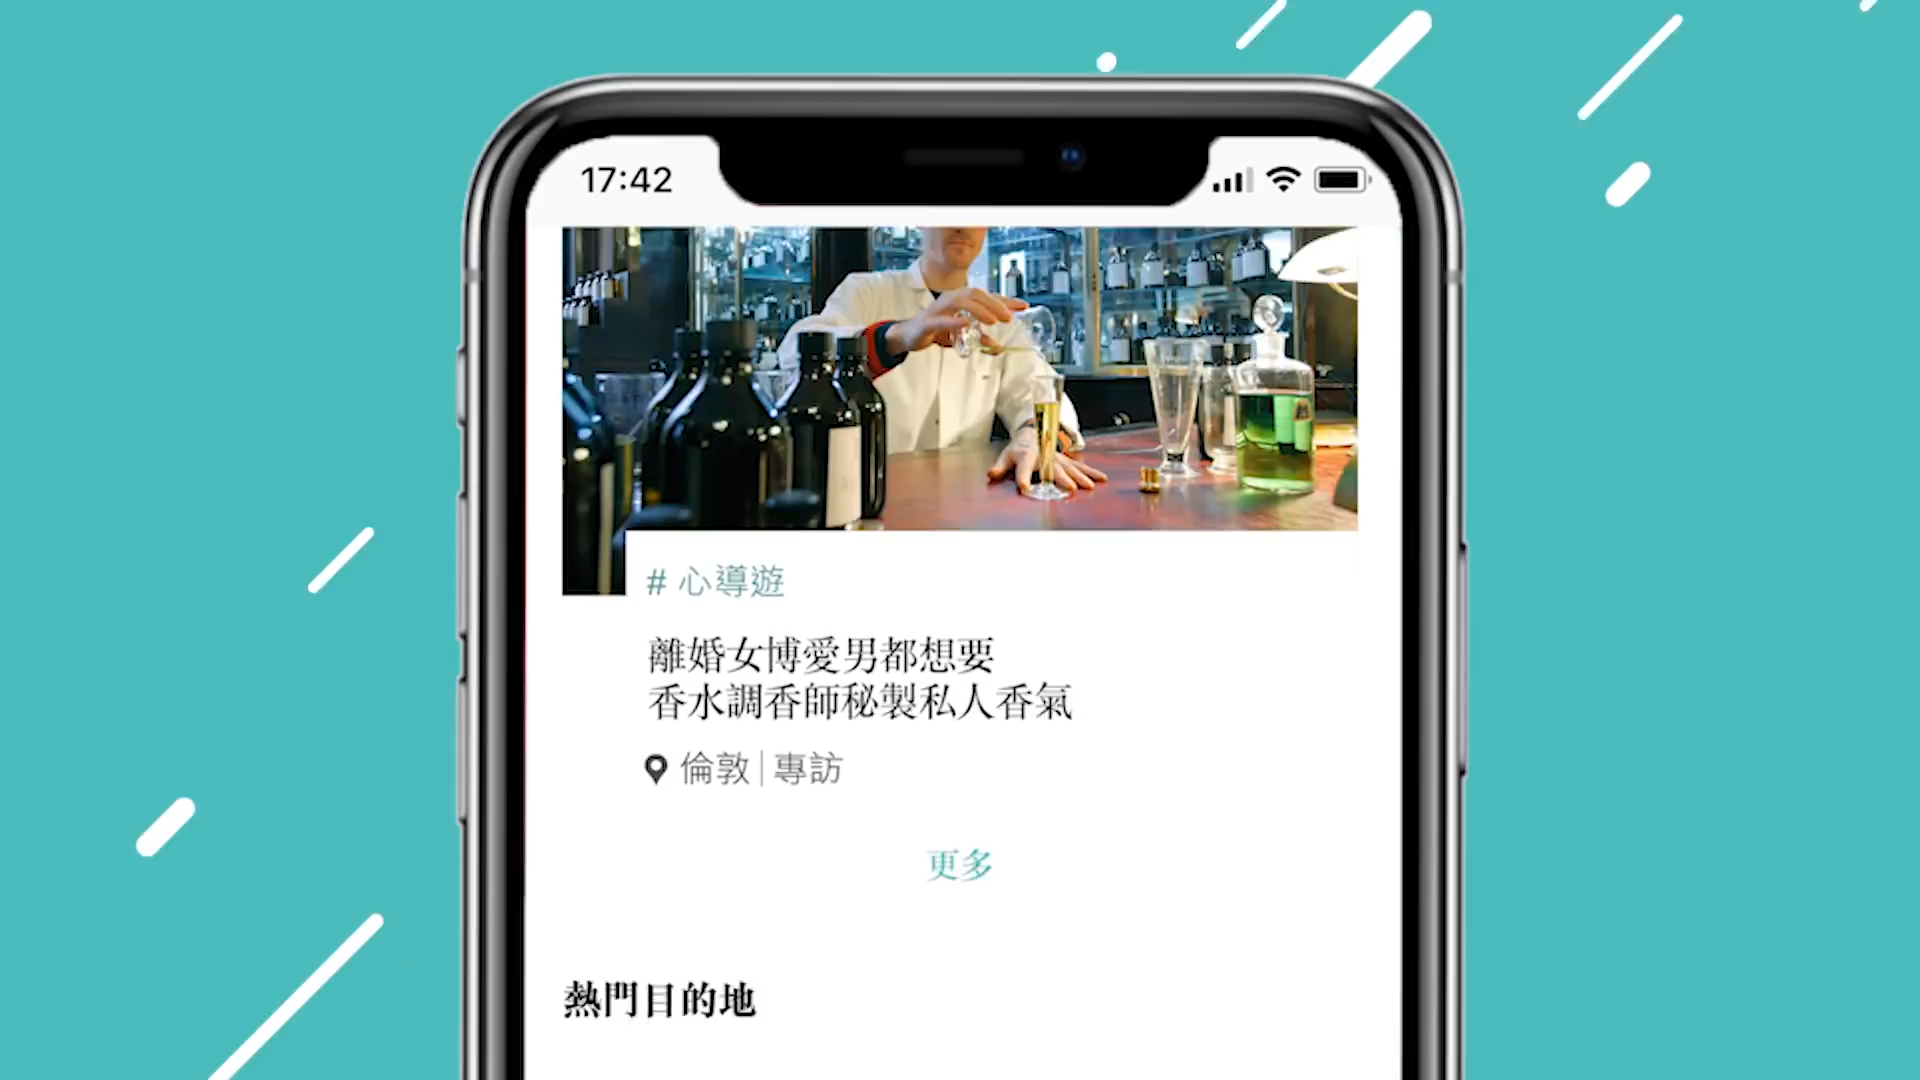 17:42
# 心導遊
離婚女博愛男都想要
香水調香師秘製私人香氣
倫敦|專訪
更多
熱門目的地